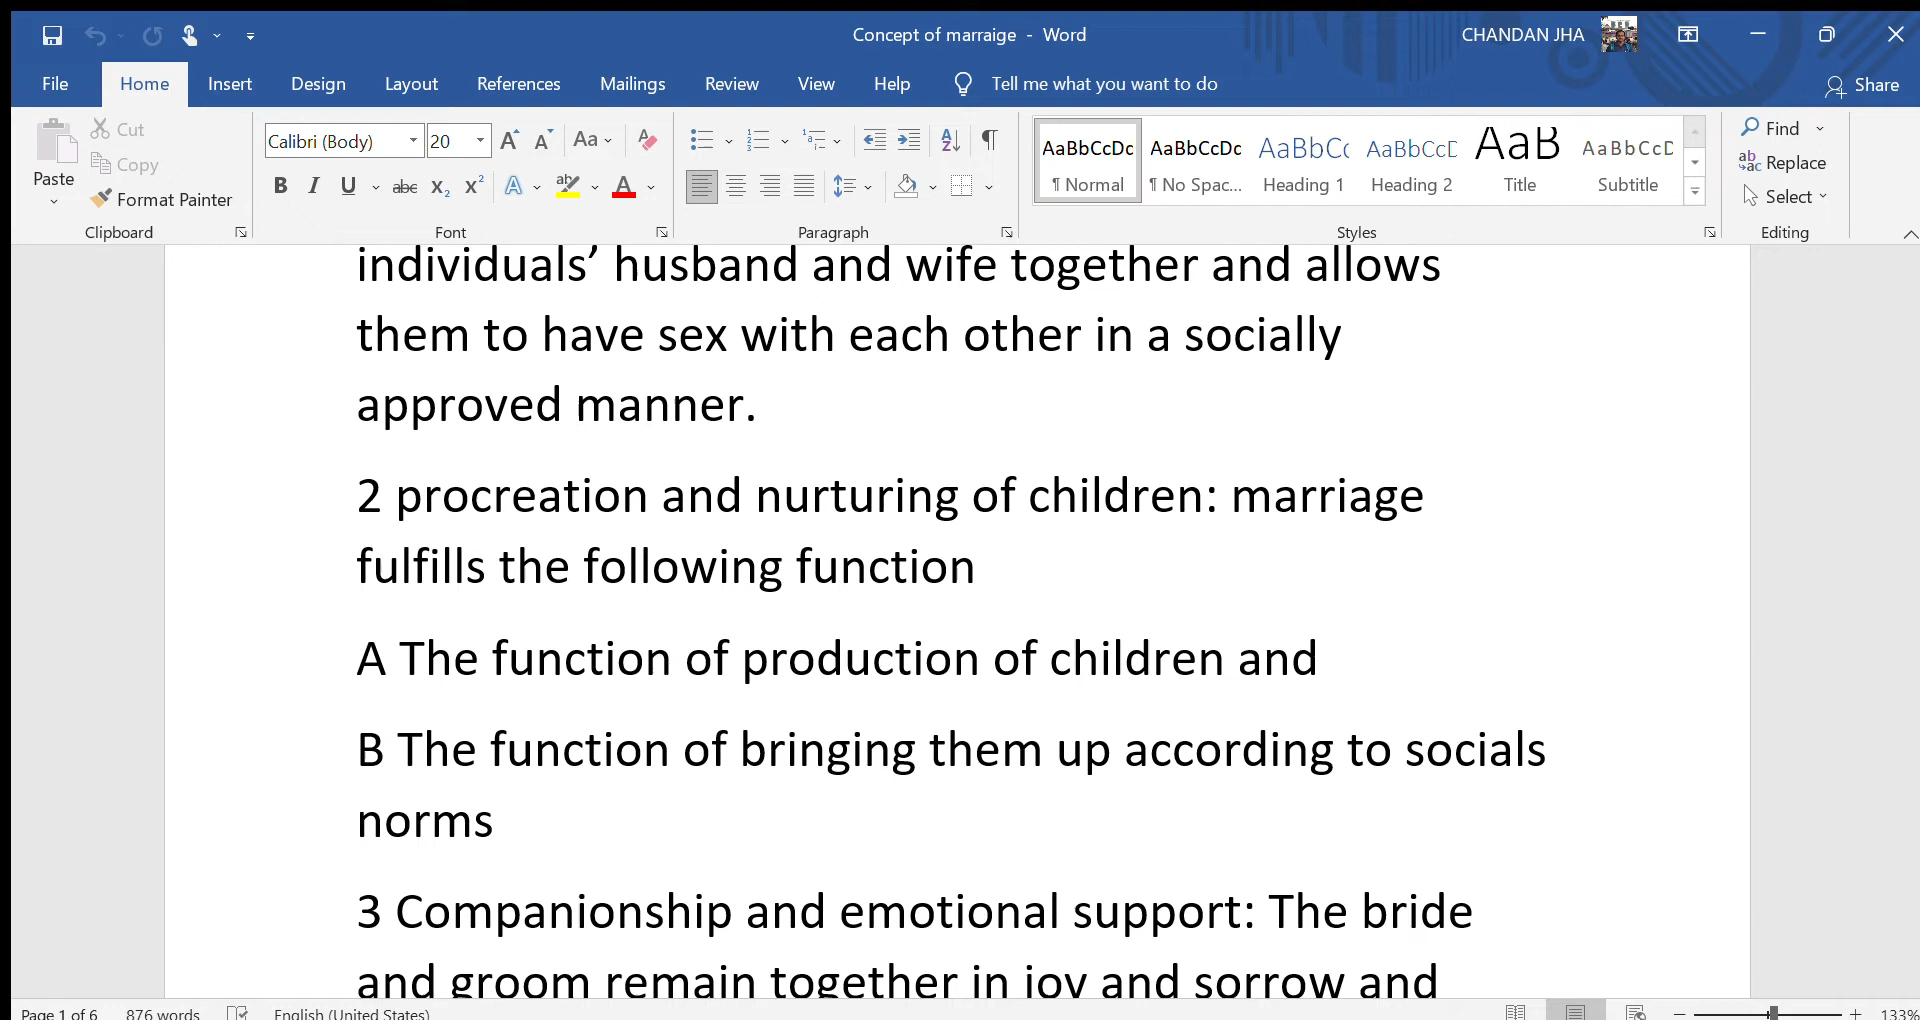 Concept of marraige - Word
CHANDAN JHA
File Home Insert Design Layout References Mailings Review View Help Tell me what you want to do
Share
Paste
Cut
Copy
Format Painter
Clipboard
Calibri (Body) 20
Font
Paragraph
AaBbCcDc AaBbCcDc AaBbCc AaBbCcD AaB AaBbCcD
¶ Normal ¶ No Spac... Heading 1 Heading 2 Title Subtitle
Styles
Find
Replace
Select
Editing
individuals’ husband and wife together and allows
them to have sex with each other in a socially
approved manner.
2 procreation and nurturing of children: marriage
fulfills the following function
A The function of production of children and
B The function of bringing them up according to socials
norms
3 Companionship and emotional support: The bride
and groom remain together in joy and sorrow and
Page 1 of 6 876 words English (United States)
133%